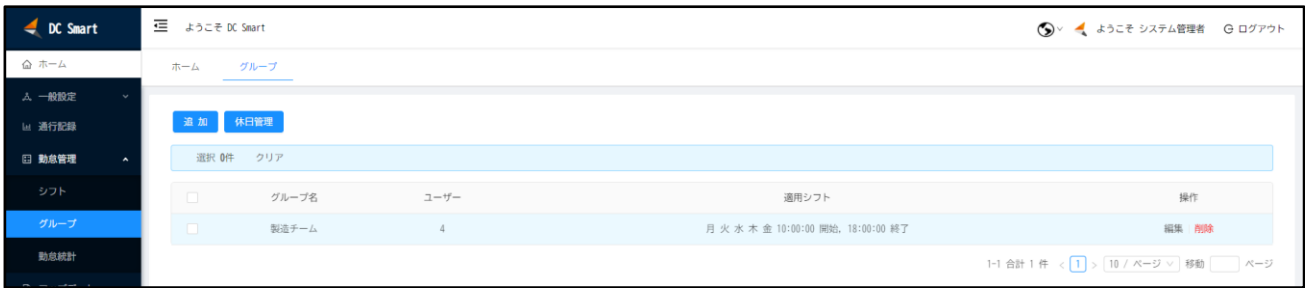 DC Smart
ようこそ DC Smart
ようこそ システム管理者 ログアウト
ホーム
ホーム グループ
一般設定
通行記録
勤怠管理
シフト
グループ
勤怠統計
追 加 休日管理
選択 0件 クリア
グループ名 ユーザー 適用シフト 操作
製造チーム 4 月 火 水 木 金 10:00:00 開始, 18:00:00 終了 編集 削除
1-1 合計 1 件 < 1 > 10 / ページ 移動 ページ